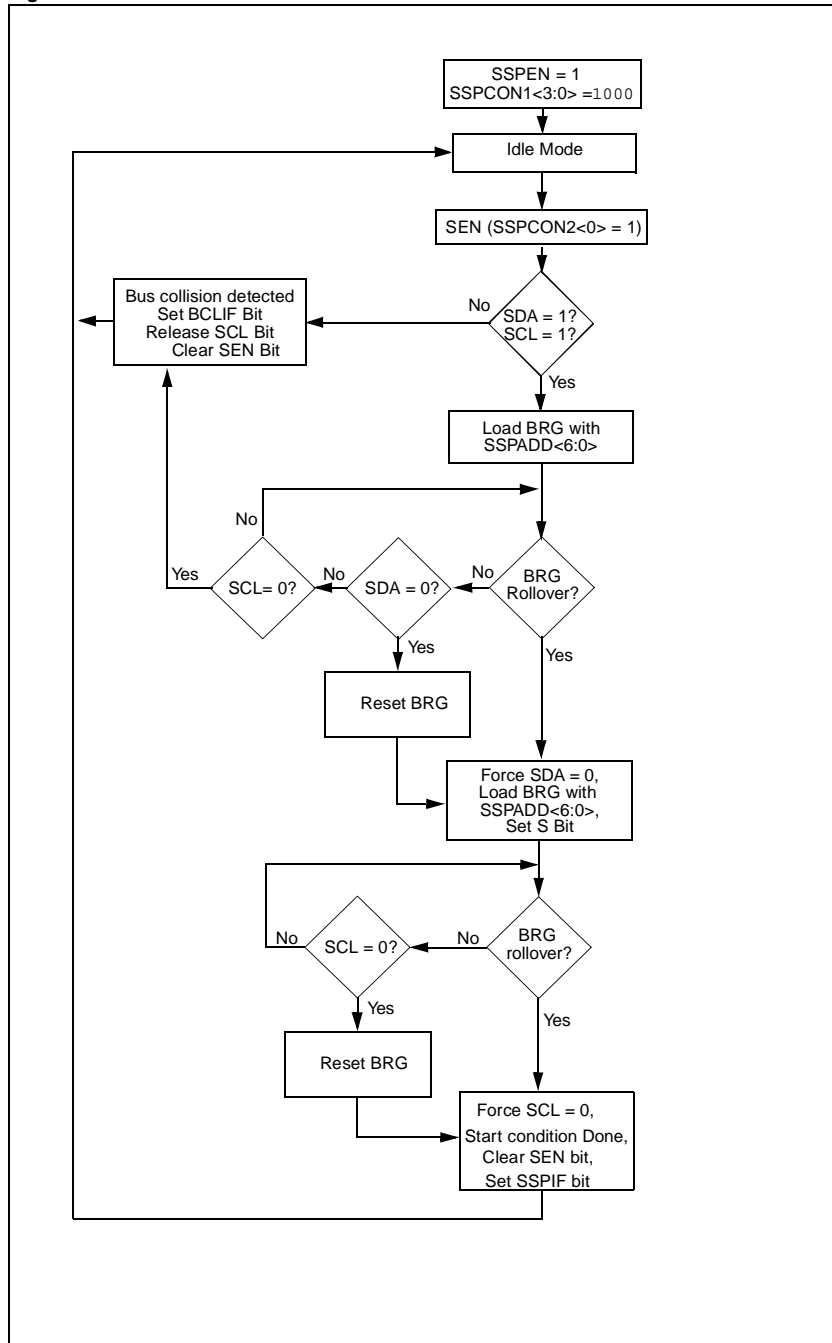 SSPEN = 1
SSPCON1<3:0> =1000
Idle Mode
SEN (SSPCON2<0> = 1)
Bus collision detected
Set BCLIF Bit
Release SCL Bit
Clear SEN Bit
No
SDA = 1?
SCL = 1?
Yes
Load BRG with
SSPADD<6:0>
No
Yes
SCL= 0?
No
SDA = 0?
No
BRG
Rollover?
Yes
Yes
Reset BRG
Force SDA = 0,
Load BRG with
SSPADD<6:0>,
Set S Bit
No
SCL = 0?
No
BRG
rollover?
Yes
Yes
Reset BRG
Force SCL = 0,
Start condition Done,
Clear SEN bit,
Set SSPIF bit